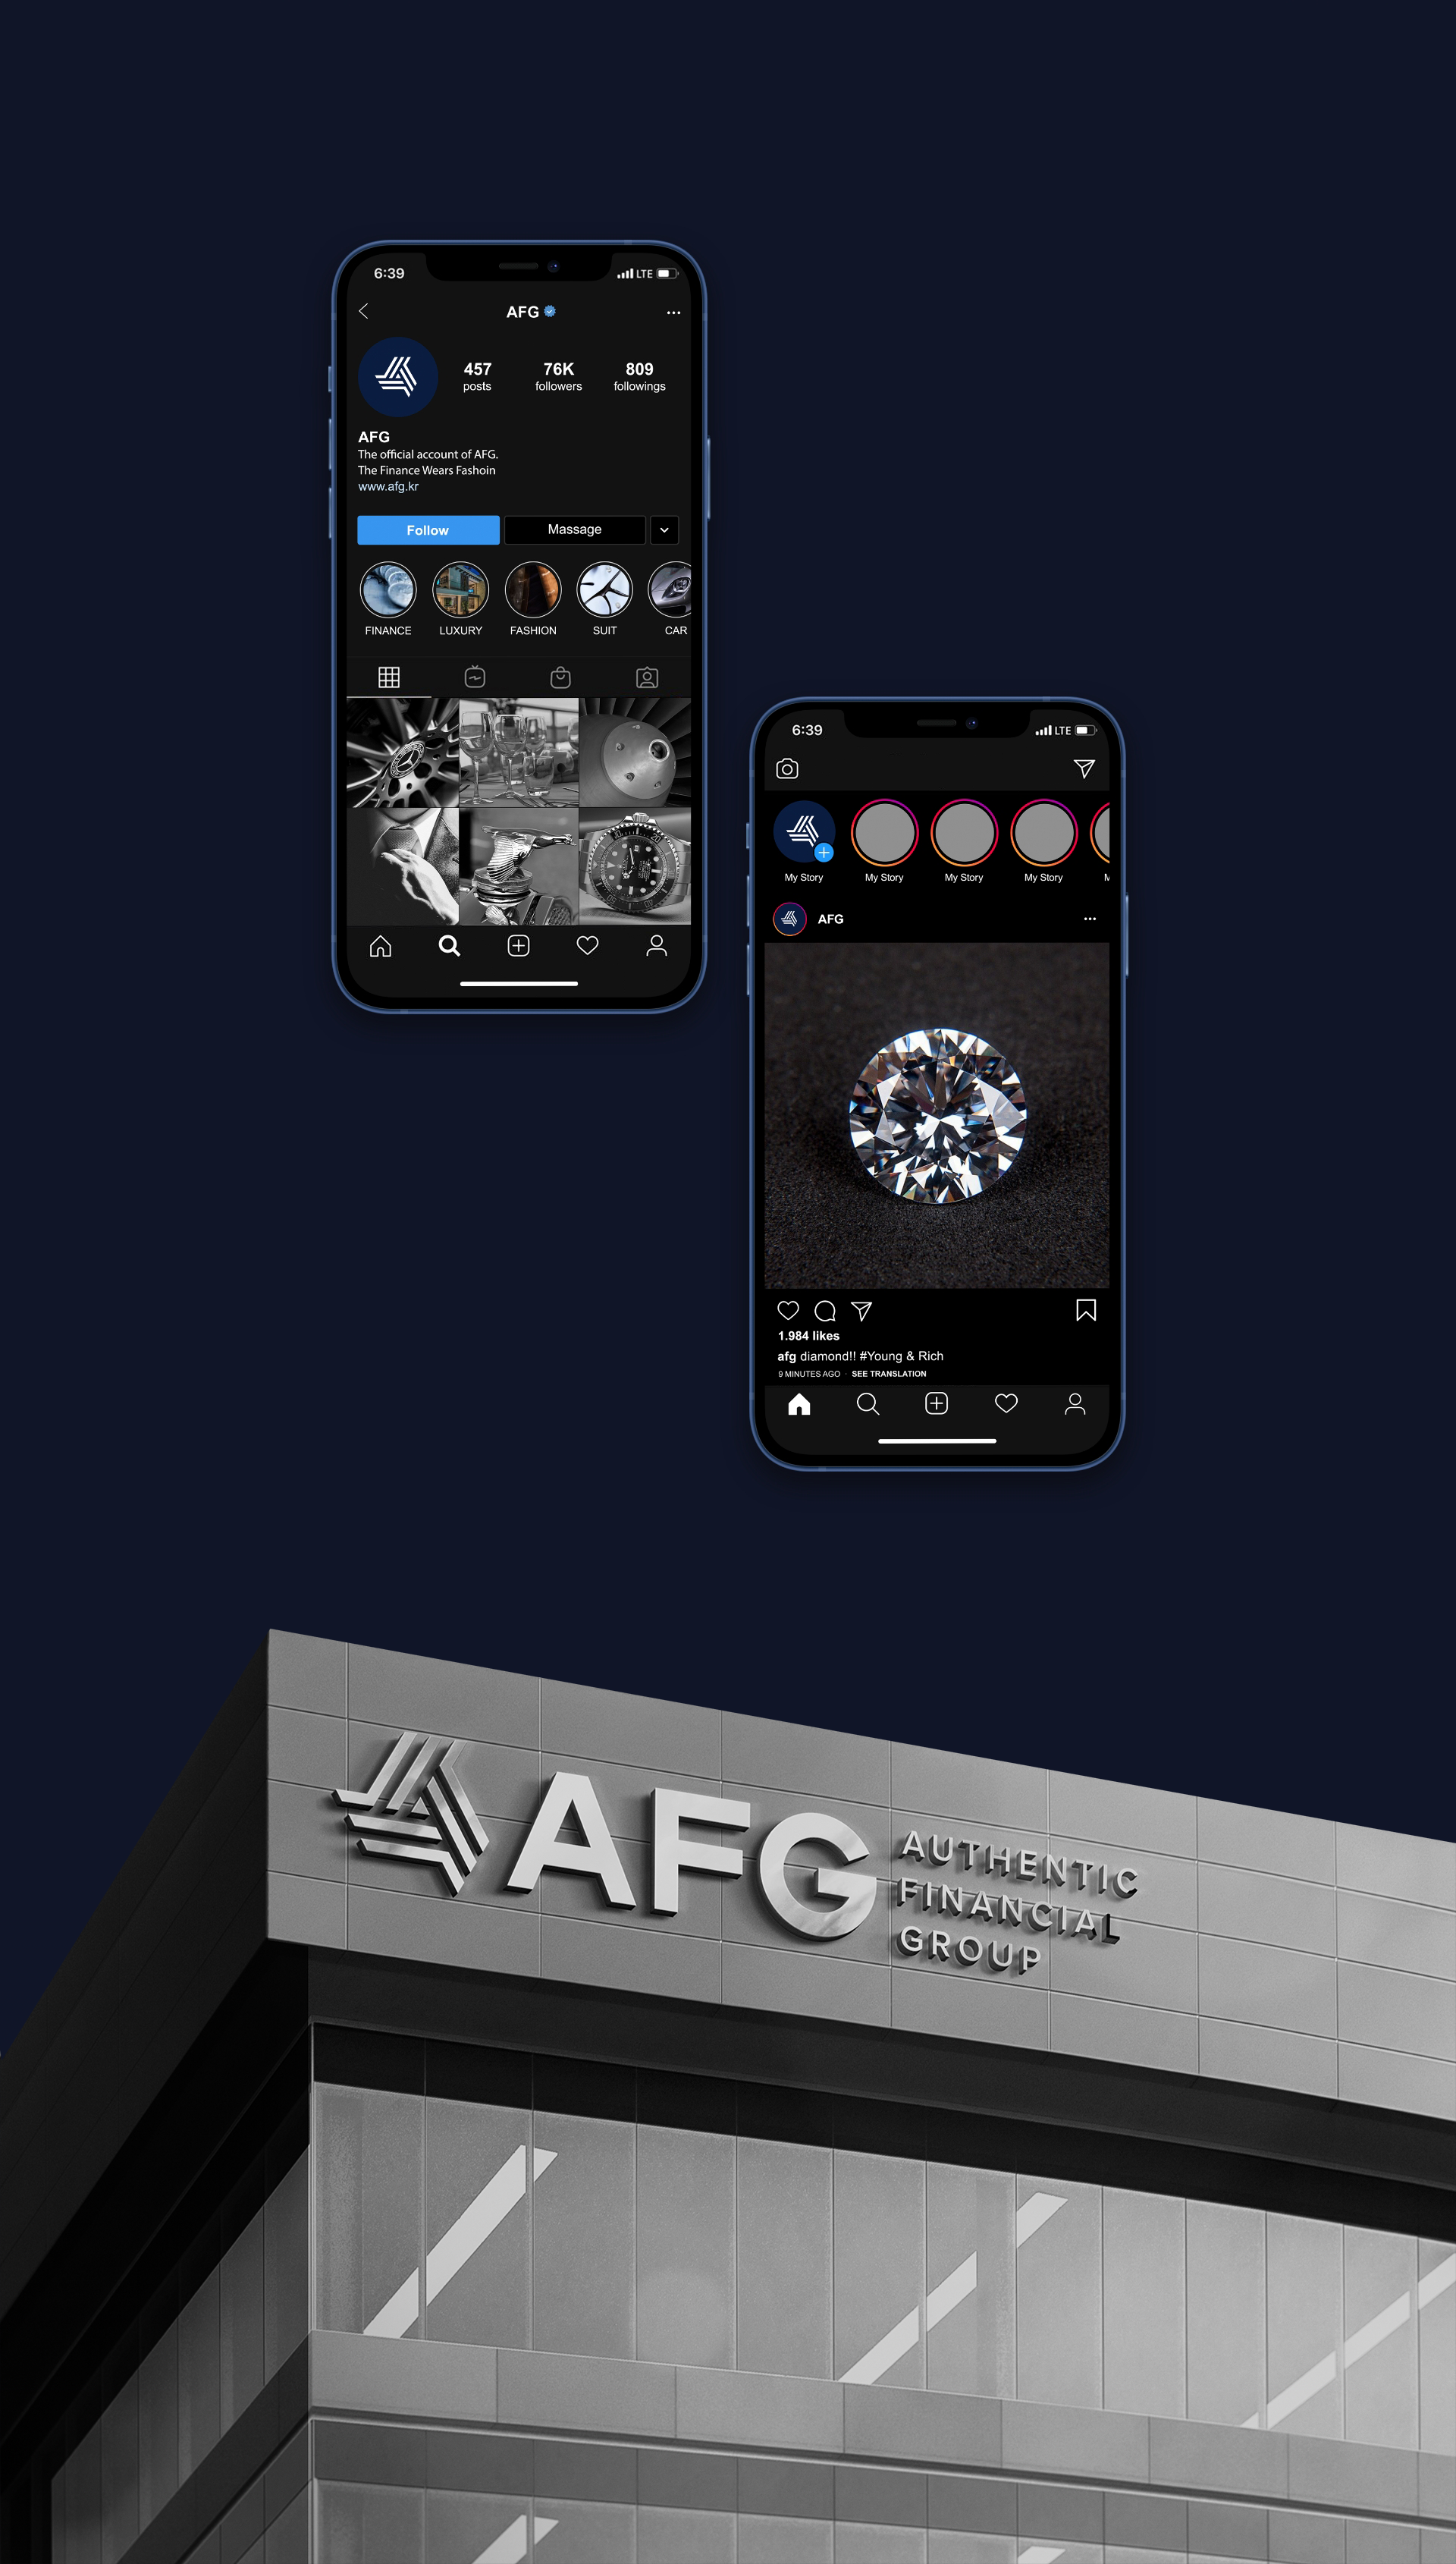 6:39
LTE
AFG
457
posts
76K
followers
809
followings
AFG
The official account of AFG.
The Finance Wears Fashoin
www.afg.kr
Follow
Massage
FINANCE
LUXURY
FASHION
SUIT
CAR
6:39
LTE
My Story
My Story
My Story
My Story
AFG
1.984 likes
afg diamond!! #Young & Rich
9 MINUTES AGO · SEE TRANSLATION
AFG
AUTHENTIC
FINANCIAL
GROUP